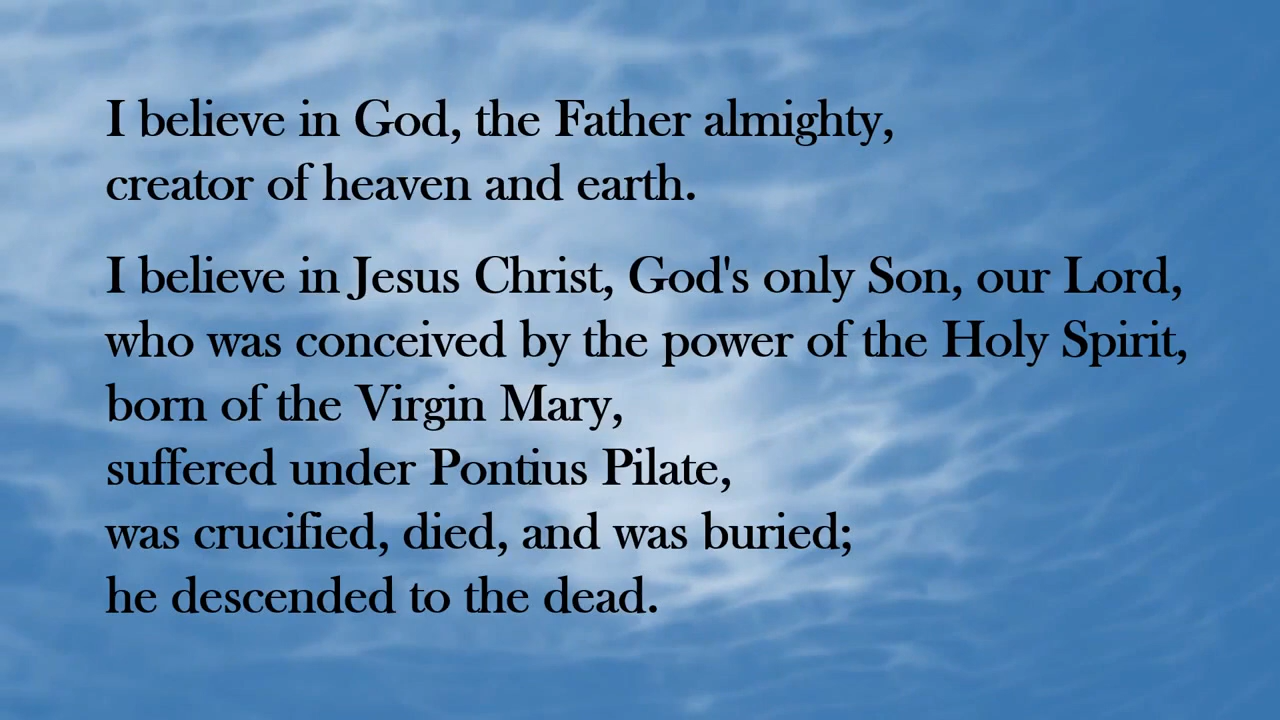 I believe in God, the Father almighty,
creator of heaven and earth.
I believe in Jesus Christ, God's only Son, our Lord,
who was conceived by the power of the Holy Spirit,
born of the Virgin Mary,
suffered under Pontius Pilate,
was crucified, died, and was buried;
he descended to the dead.